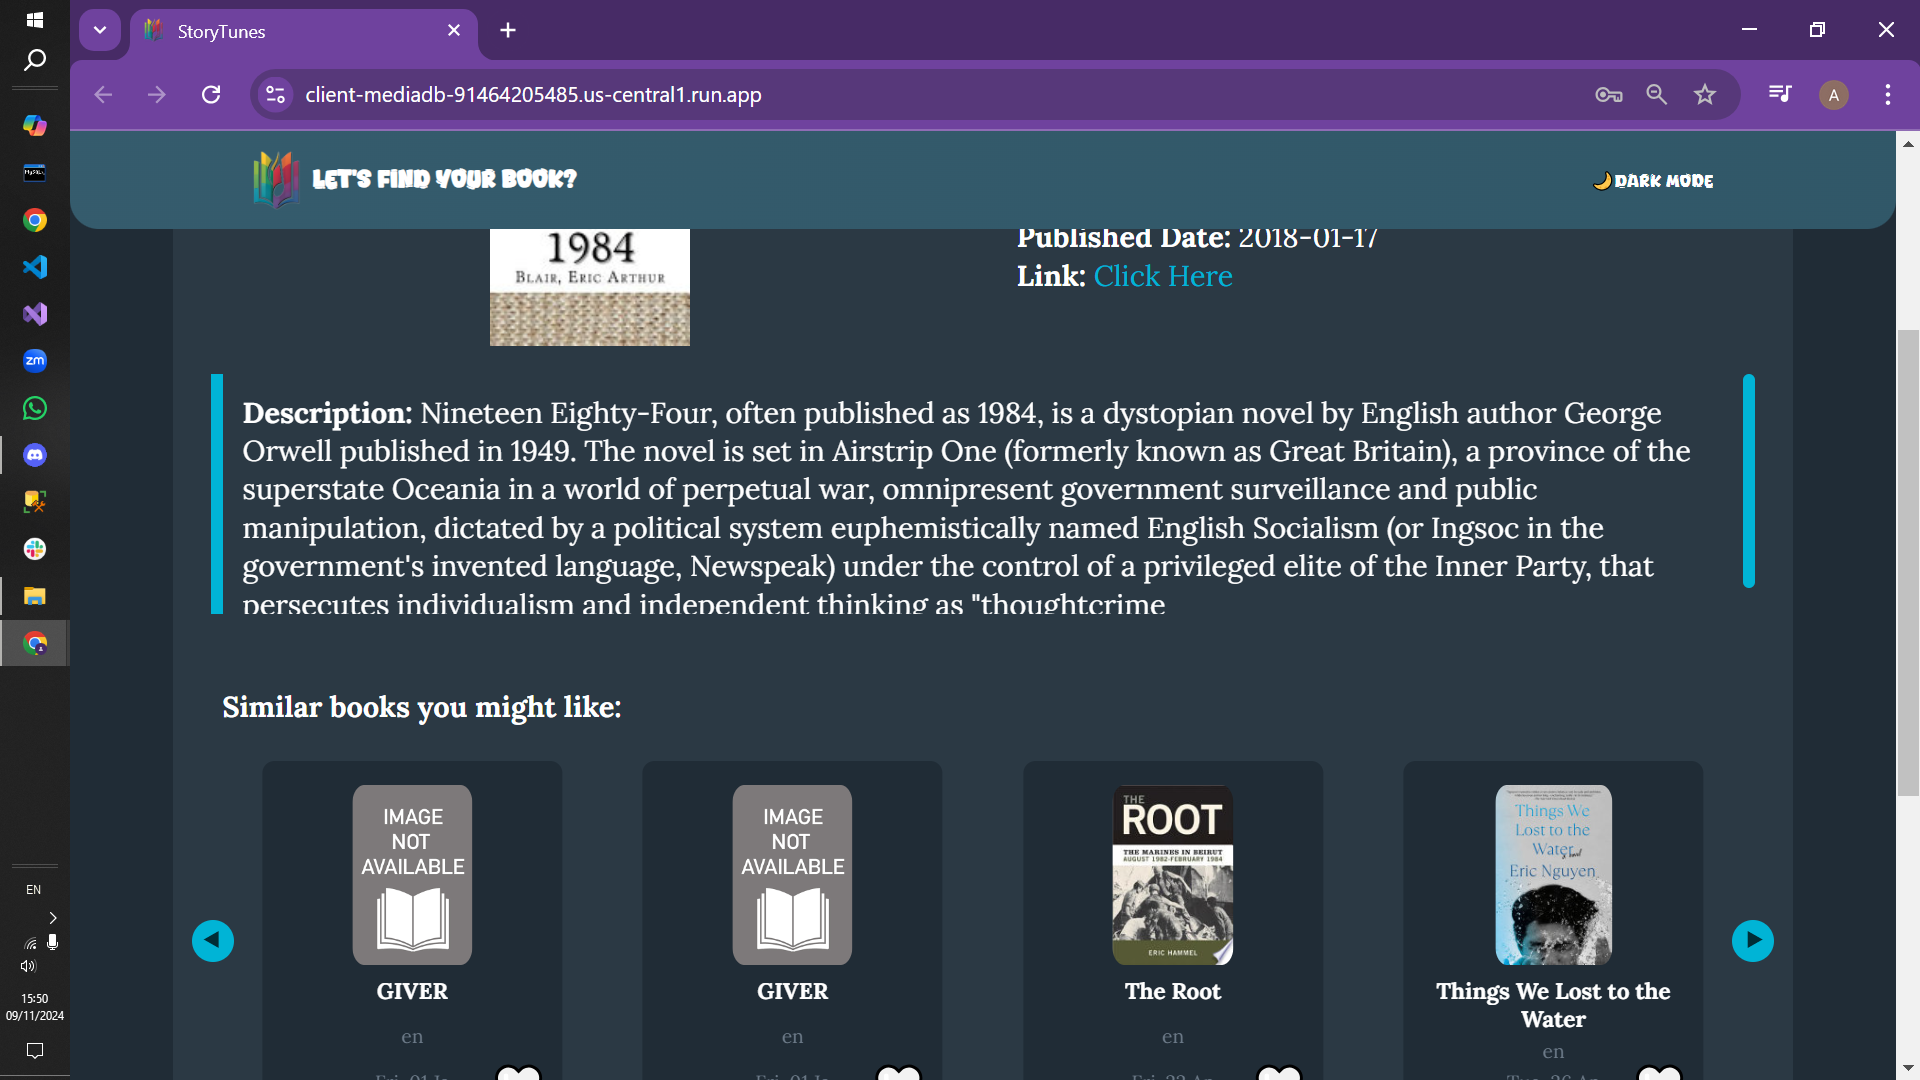 StoryTunes
client-mediadb-91464205485.us-central1.run.app
A
LET'S FIND YOUR BOOK?
DARK MODE
1984
BLAIR, ERIC ARTHUR
Published Date: 2018-01-17
Link: Click Here
Description: Nineteen Eighty-Four, often published as 1984, is a dystopian novel by English author George
Orwell published in 1949. The novel is set in Airstrip One (formerly known as Great Britain), a province of the
superstate Oceania in a world of perpetual war, omnipresent government surveillance and public
manipulation, dictated by a political system euphemistically named English Socialism (or Ingsoc in the
government's invented language, Newspeak) under the control of a privileged elite of the Inner Party, that
persecutes individualism and independent thinking as "thoughtcrime
Similar books you might like:
IMAGE
NOT
AVAILABLE
GIVER
en
IMAGE
NOT
AVAILABLE
GIVER
en
THE
ROOT
THE MARINES IN BEIRUT
AUGUST 1982-FEBRUARY 1984
ERIC HAMMEL
The Root
en
Things We
Lost to the
Water
a novel
Eric Nguyen
Things We Lost to the
Water
en
MySQL
zm
EN
15:50
09/11/2024